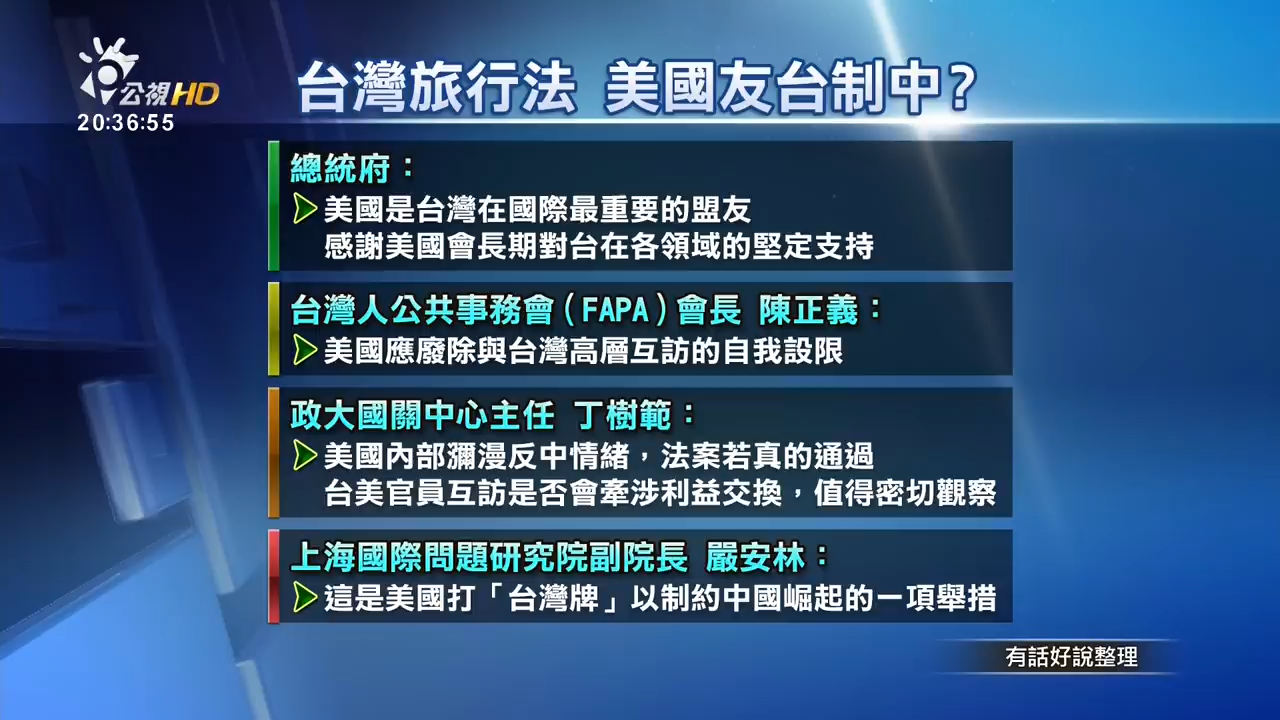 公視HD
20:36:55
台灣旅行法 美國友台制中?
總統府：
美國是台灣在國際最重要的盟友
感謝美國會長期對台在各領域的堅定支持
台灣人公共事務會(FAPA)會長 陳正義：
美國應廢除與台灣高層互訪的自我設限
政大國關中心主任 丁樹範：
美國內部瀰漫反中情緒，法案若真的通過
台美官員互訪是否會牽涉利益交換，值得密切觀察
上海國際問題研究院副院長 嚴安林：
這是美國打「台灣牌」以制約中國崛起的一項舉措
有話好說整理